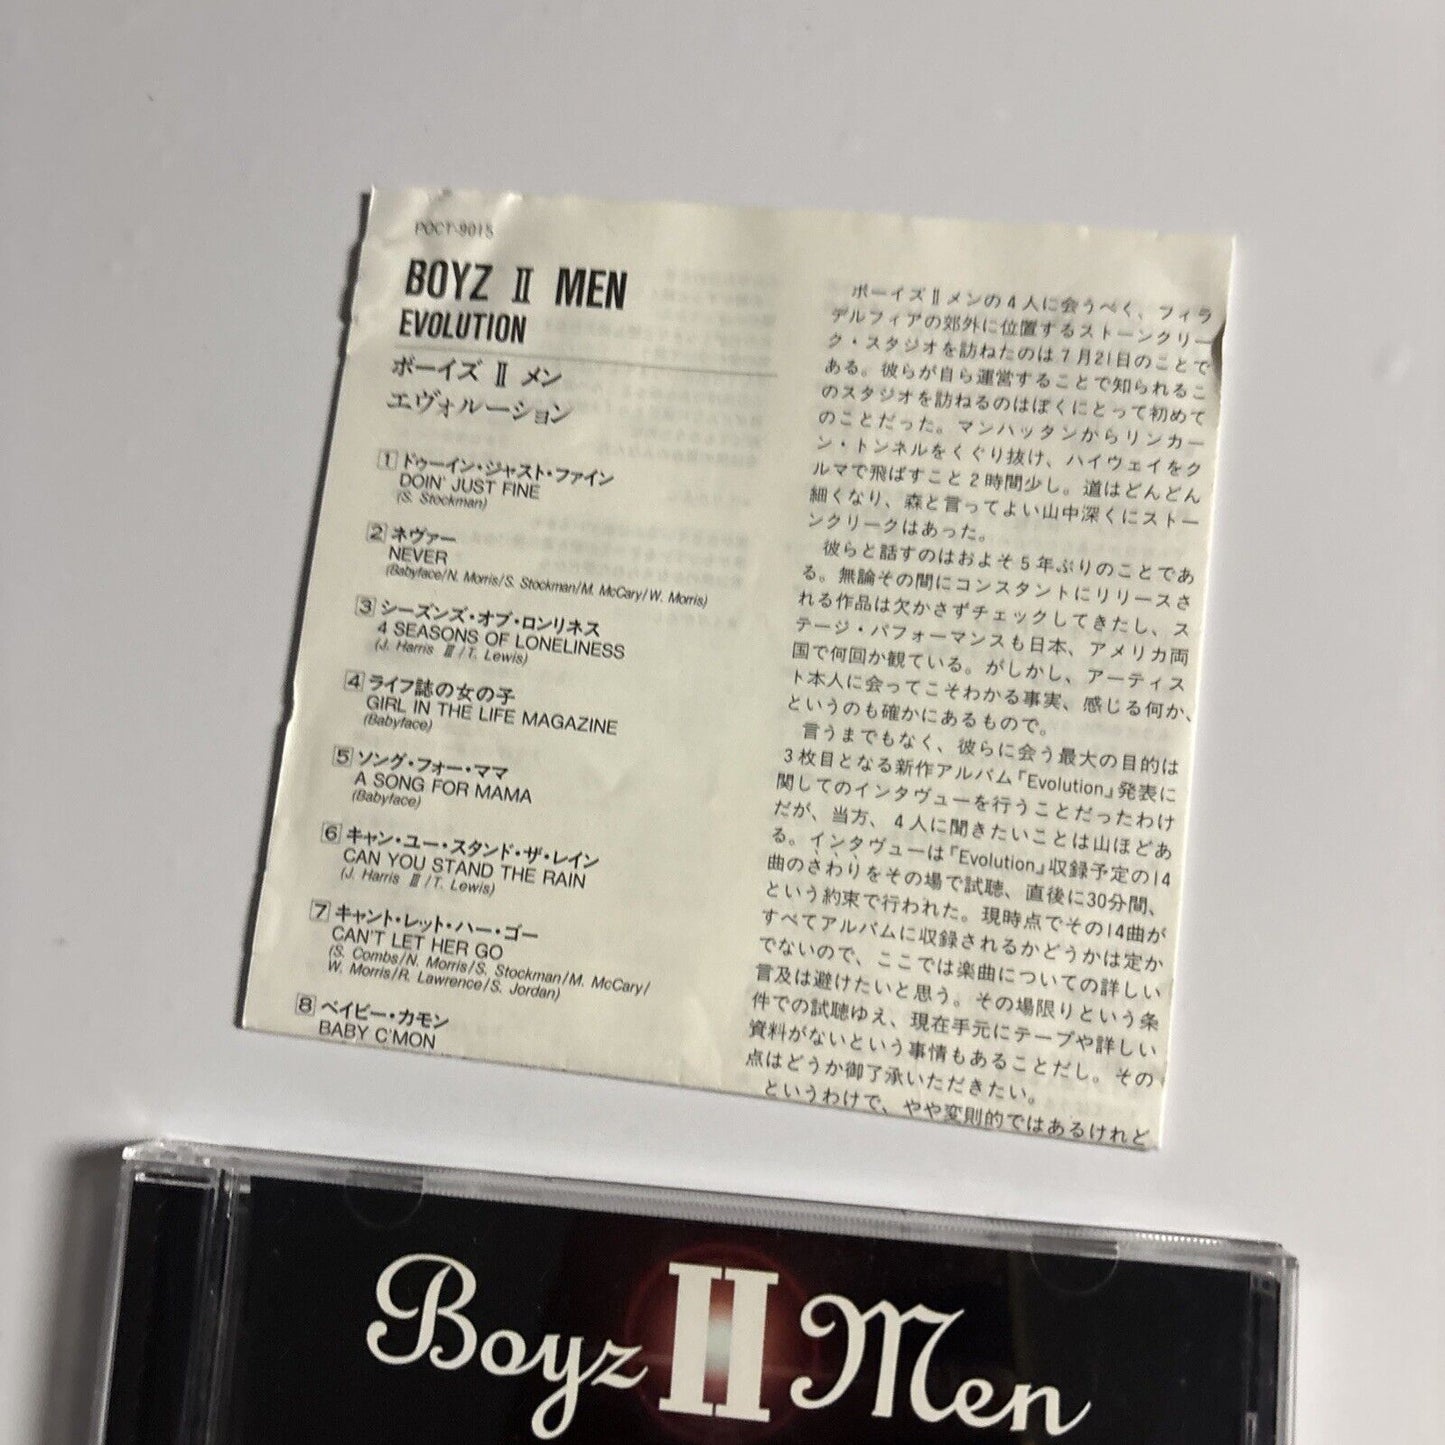 POCT-9015
BOYZ Ⅱ MEN
EVOLUTION
ボーイズ Ⅱ メン
エヴォルーション
1 ドゥーイン・ジャスト・ファイン
DOIN' JUST FINE
(S. Stockman)
2 ネヴァー
NEVER
(Babyface/N. Morris/S. Stockman/M. McCary/W. Morris)
3 シーズンズ・オブ・ロンリネス
4 SEASONS OF LONELINESS
(J. Harris Ⅲ/T. Lewis)
4 ライフ誌の女の子
GIRL IN THE LIFE MAGAZINE
(Babyface)
5 ソング・フォー・ママ
A SONG FOR MAMA
(Babyface)
6 キャン・ユー・スタンド・ザ・レイン
CAN YOU STAND THE RAIN
(J. Harris Ⅲ/T. Lewis)
7 キャント・レット・ハー・ゴー
CAN'T LET HER GO
(S. Combs/N. Morris/S. Stockman/M. McCary/
W. Morris/R. Lawrence/S. Jordan)
8 ベイビー・カモン
BABY C'MON
ボーイズⅡメンの4人に会うべく、フィラ
デルフィアの郊外に位置するストーンクリー
ク・スタジオを訪ねたのは7月21日のことで
ある。彼らが自ら運営することで知られるこ
のスタジオを訪ねるのはぼくにとって初めて
のことだった。マンハッタンからリンカー
ン・トンネルをくぐり抜け、ハイウェイをク
ルマで飛ばすこと2時間少し。道はどんどん
細くなり、森と言ってよい山中深くにストー
ンクリークはあった。
彼らと話すのはおよそ5年ぶりのことであ
る。無論その間にコンスタントにリリースさ
れる作品は欠かさずチェックしてきたし、ス
テージ・パフォーマンスも日本、アメリカ両
国で何回か観ている。がしかし、アーティス
ト本人に会ってこそわかる事実、感じる何か、
というのも確かにあるもので。
言うまでもなく、彼らに会う最大の目的は
3枚目となる新作アルバム「Evolution」発表に
関してのインタヴューを行うことだったわけ
だが、当方、4人に聞きたいことは山ほどあ
る。インタヴューは「Evolution」収録予定の14
曲のさわりをその場で試聴、直後に30分間、
という約束で行われた。現時点でその14曲が
すべてアルバムに収録されるかどうかは定か
でないので、ここでは楽曲についての詳しい
言及は避けたいと思う。その場限りという条
件での試聴ゆえ、現在手元にテープや詳しい
資料がないという事情もあることだし。その
点はどうか御了承いただきたい。
というわけで、やや変則的ではあるけれど
Boyz II Men